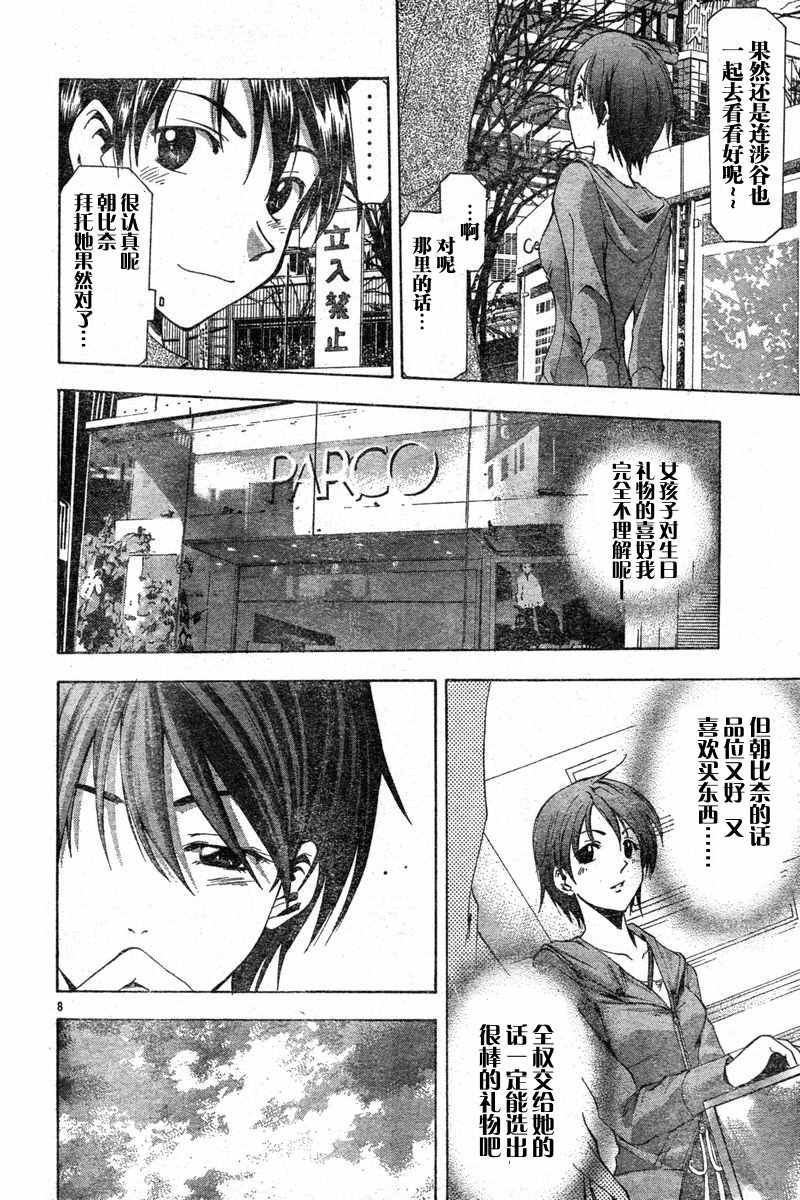 果然还是连涉谷也
一起去看看好呢~
…啊
对呢
那里的话…
………
很认真呢
朝比奈
拜托她果然对了…
立入禁止
PARCO
女孩子对生日
礼物的喜好我
完全不理解呢—
但朝比奈的话
品位又好 又
喜欢买东西……
全权交给她的
话一定能选出
很棒的礼物吧
8